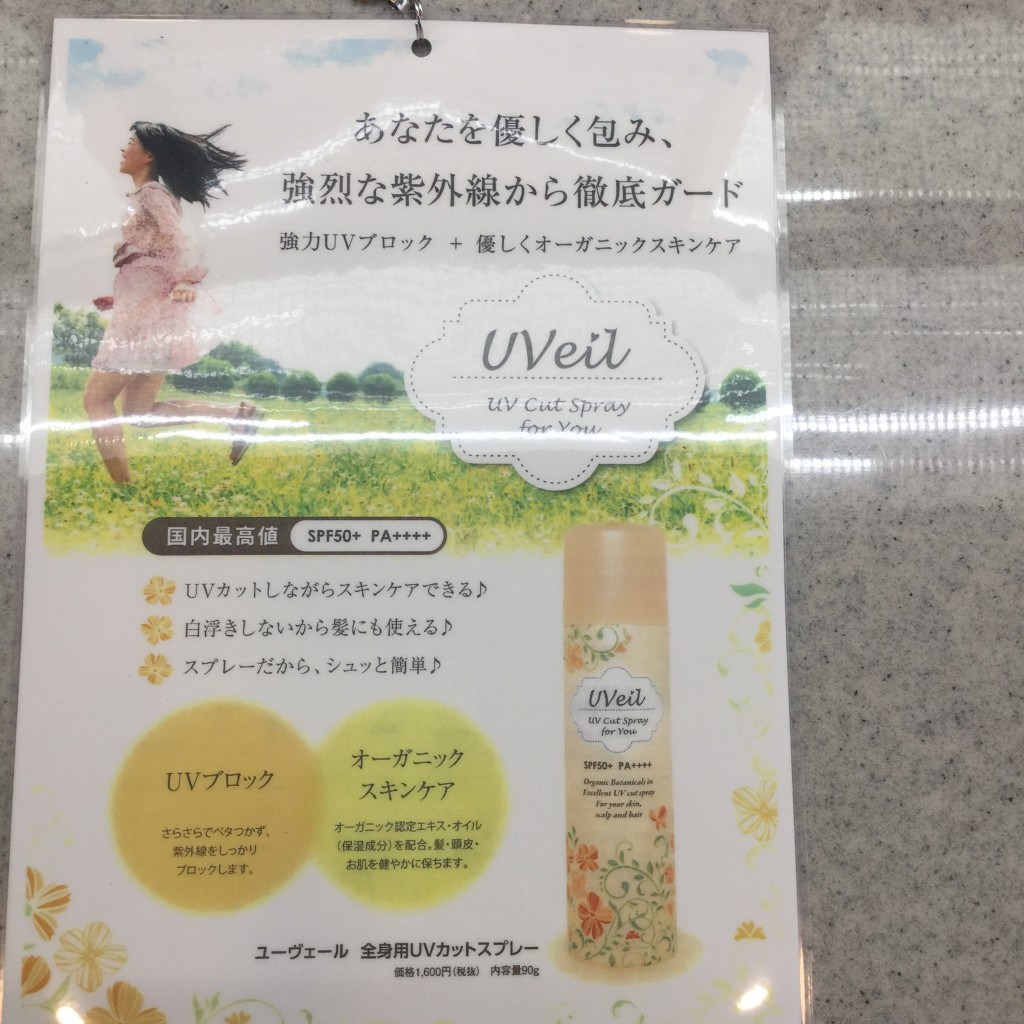 あなたを優しく包み、
強烈な紫外線から徹底ガード
強力UVブロック + 優しくオーガニックスキンケア
UVeil
UV Cut Spray
for You
国内最高値 SPF50+ PA++++
UVカットしながらスキンケアできる♪
白浮きしないから髪にも使える♪
スプレーだから、シュッと簡単♪
UVブロック
さらさらでベタつかず、
紫外線をしっかり
ブロックします。
オーガニック
スキンケア
オーガニック認定エキス・オイル
(保湿成分)を配合。髪・頭皮・
お肌を健やかに保ちます。
UVeil
UV Cut Spray
for You
SPF50+ PA++++
Organic Botanicals in
Excellent UV cut spray
For your skin,
scalp and hair
ユーヴェール 全身用UVカットスプレー
価格1,600円(税抜) 内容量90g